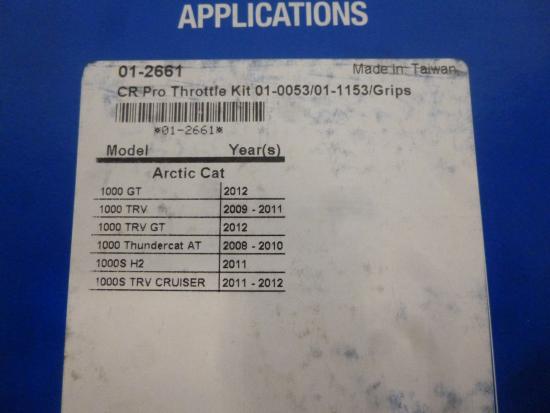 APPLICATIONS
01-2661 Made in: Taiwan
CR Pro Throttle Kit 01-0053/01-1153/Grips
*01-2661*
Model Year(s)
Arctic Cat
1000 GT 2012
1000 TRV 2009 - 2011
1000 TRV GT 2012
1000 Thundercat AT 2008 - 2010
1000S H2 2011
1000S TRV CRUISER 2011 - 2012